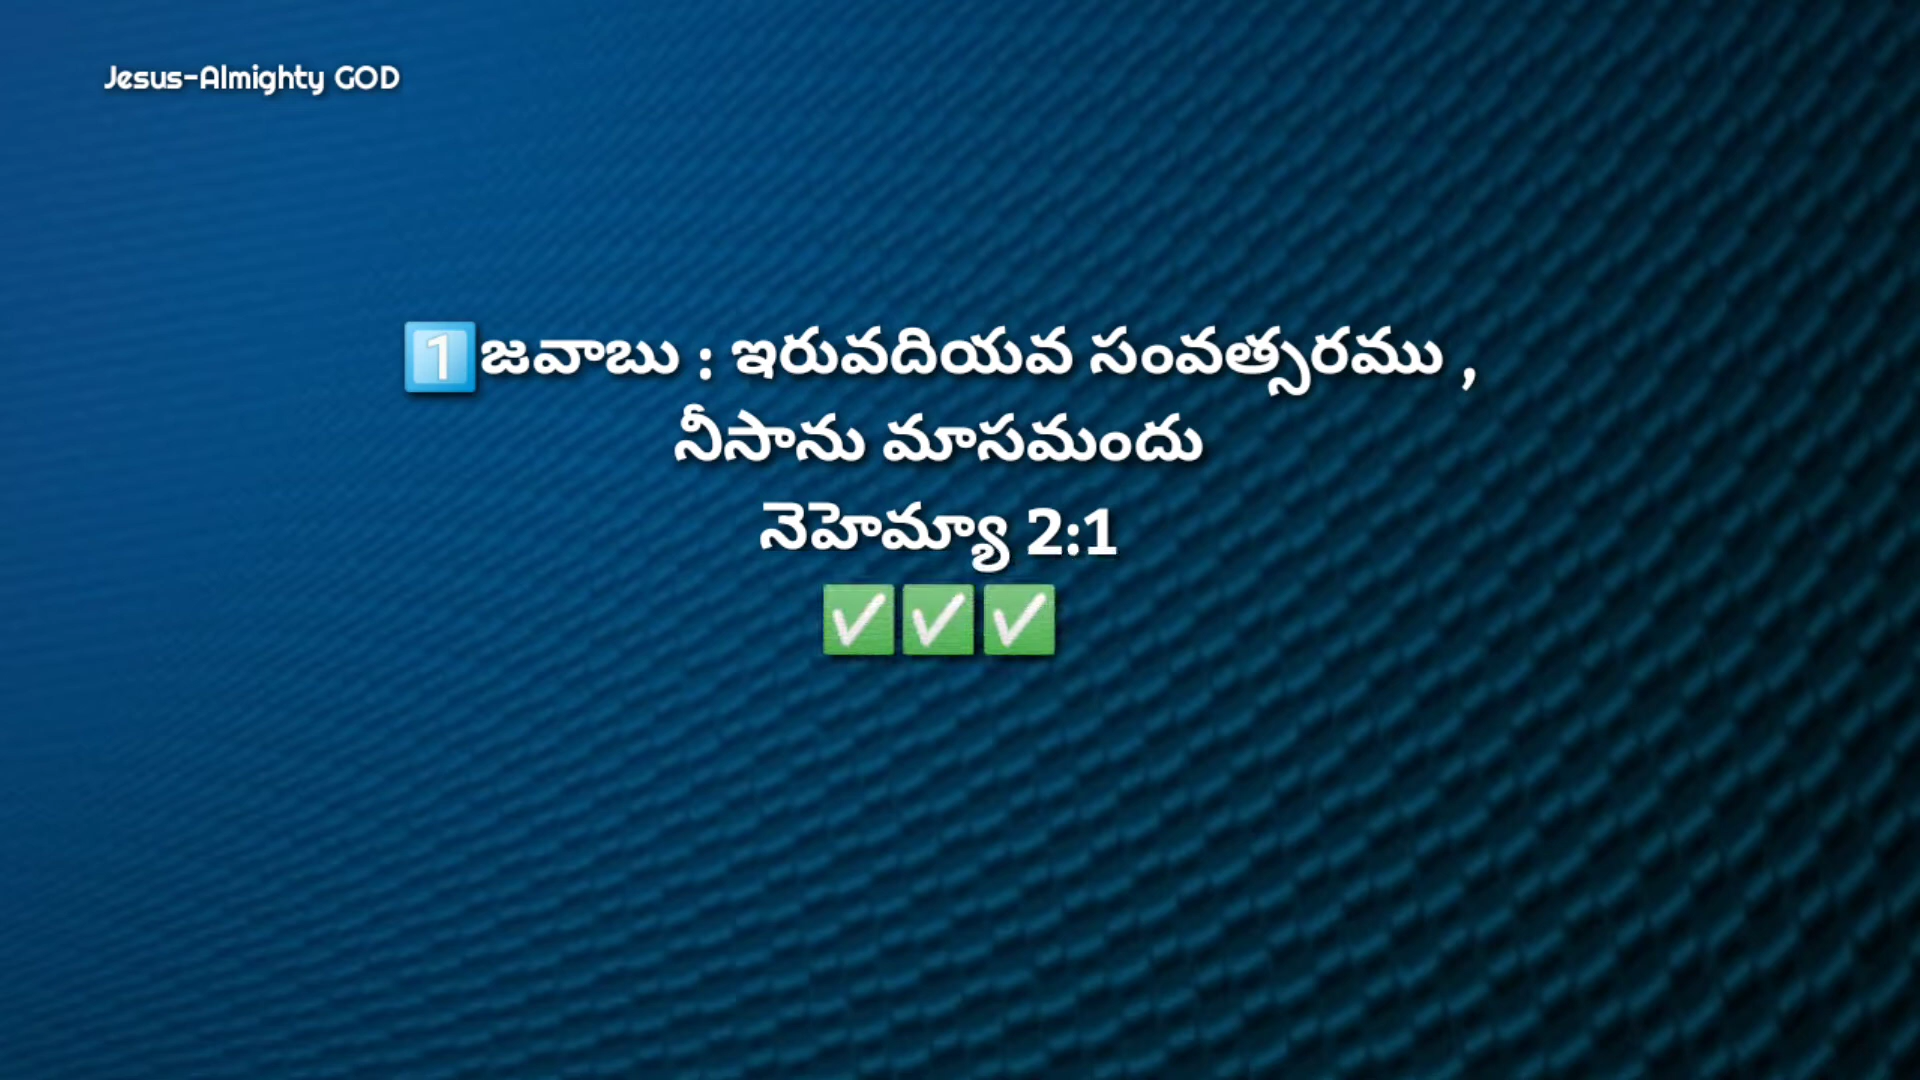 Jesus-Almighty GOD
1️⃣జవాబు : ఇరువదియవ సంవత్సరము ,
నీసాను మాసమందు
నెహెమ్యా 2:1
✅✅✅